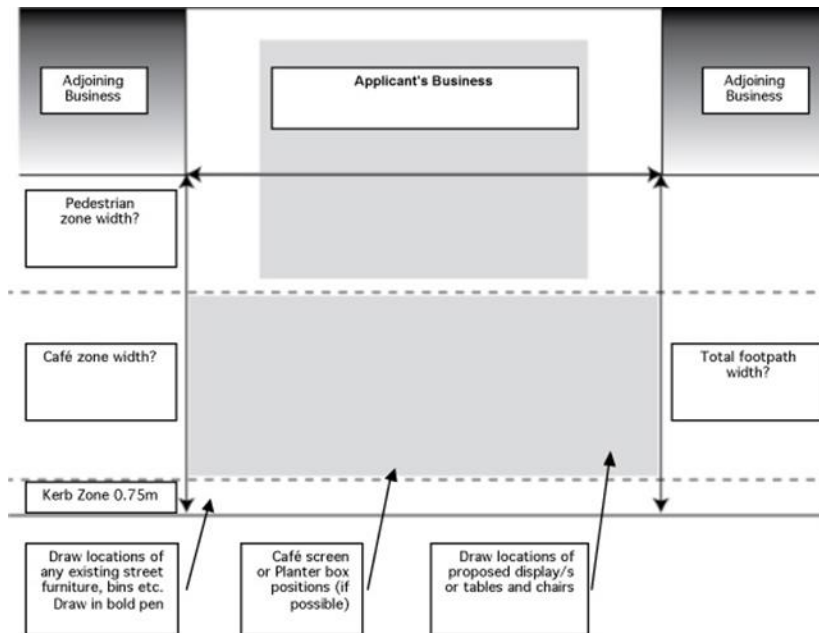 Adjoining
Business
Applicant's Business
Adjoining
Business
Pedestrian
zone width?
Café zone width?
Total footpath
width?
Kerb Zone 0.75m
Draw locations of
any existing street
furniture, bins etc.
Draw in bold pen
Café screen
or Planter box
positions (if
possible)
Draw locations of
proposed display/s
or tables and chairs